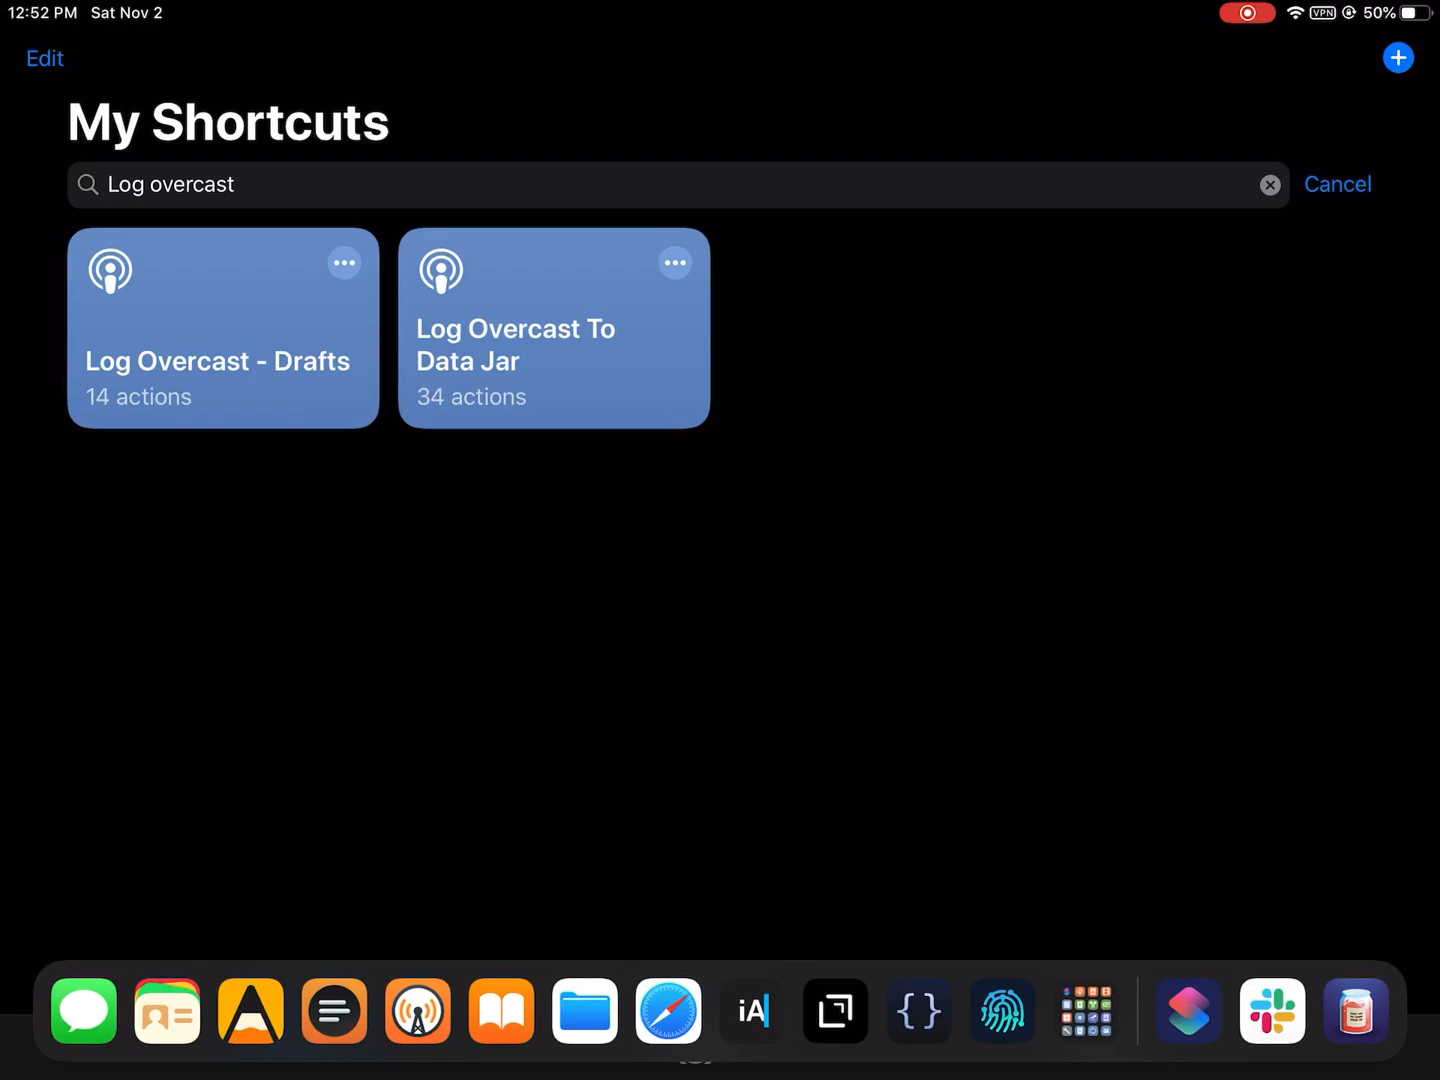 12:52 PM Sat Nov 2
VPN 50%
Edit
My Shortcuts
Log overcast
Cancel
Log Overcast - Drafts
14 actions
Log Overcast To
Data Jar
34 actions
iA
{}